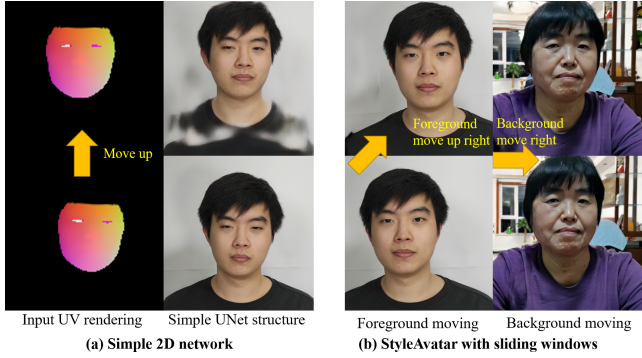 Move up
Foreground
move up right
Background
move right
Input UV rendering
Simple UNet structure
Foreground moving
Background moving
(a) Simple 2D network
(b) StyleAvatar with sliding windows